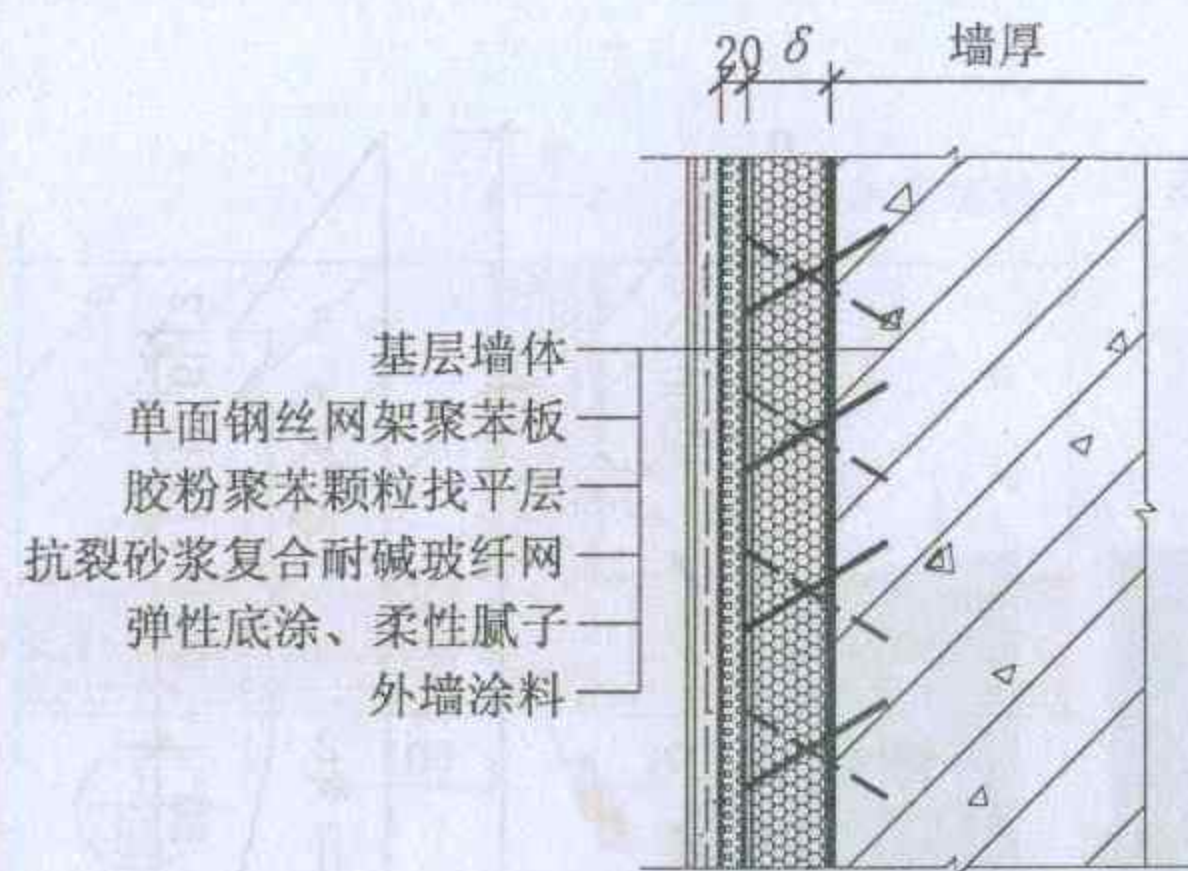 20 δ 墙厚
基层墙体
单面钢丝网架聚苯板
胶粉聚苯颗粒找平层
抗裂砂浆复合耐碱玻纤网
弹性底涂、柔性腻子
外墙涂料